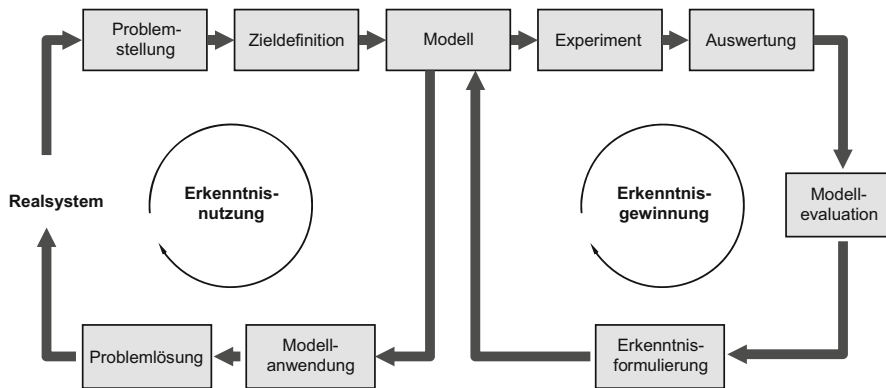 Problem-
stellung
Zieldefinition
Modell
Experiment
Auswertung
Realsystem
Erkenntnis-
nutzung
Erkenntnis-
gewinnung
Modell-
evaluation
Problemlösung
Modell-
anwendung
Erkenntnis-
formulierung